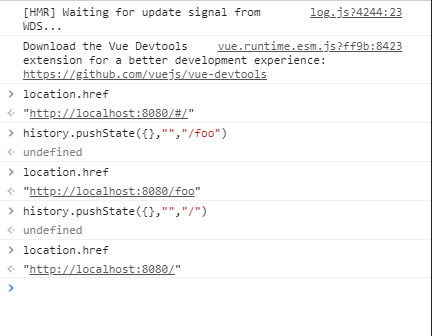 [HMR] Waiting for update signal from log.js?4244:23
WDS...
Download the Vue Devtools vue.runtime.esm.js?ff9b:8423
extension for a better development experience:
https://github.com/vuejs/vue-devtools
> location.href
<· "http://localhost:8080/#/"
> history.pushState({},"","/foo")
<· undefined
> location.href
<· "http://localhost:8080/foo"
> history.pushState({},"","/")
<· undefined
> location.href
<· "http://localhost:8080/"
>